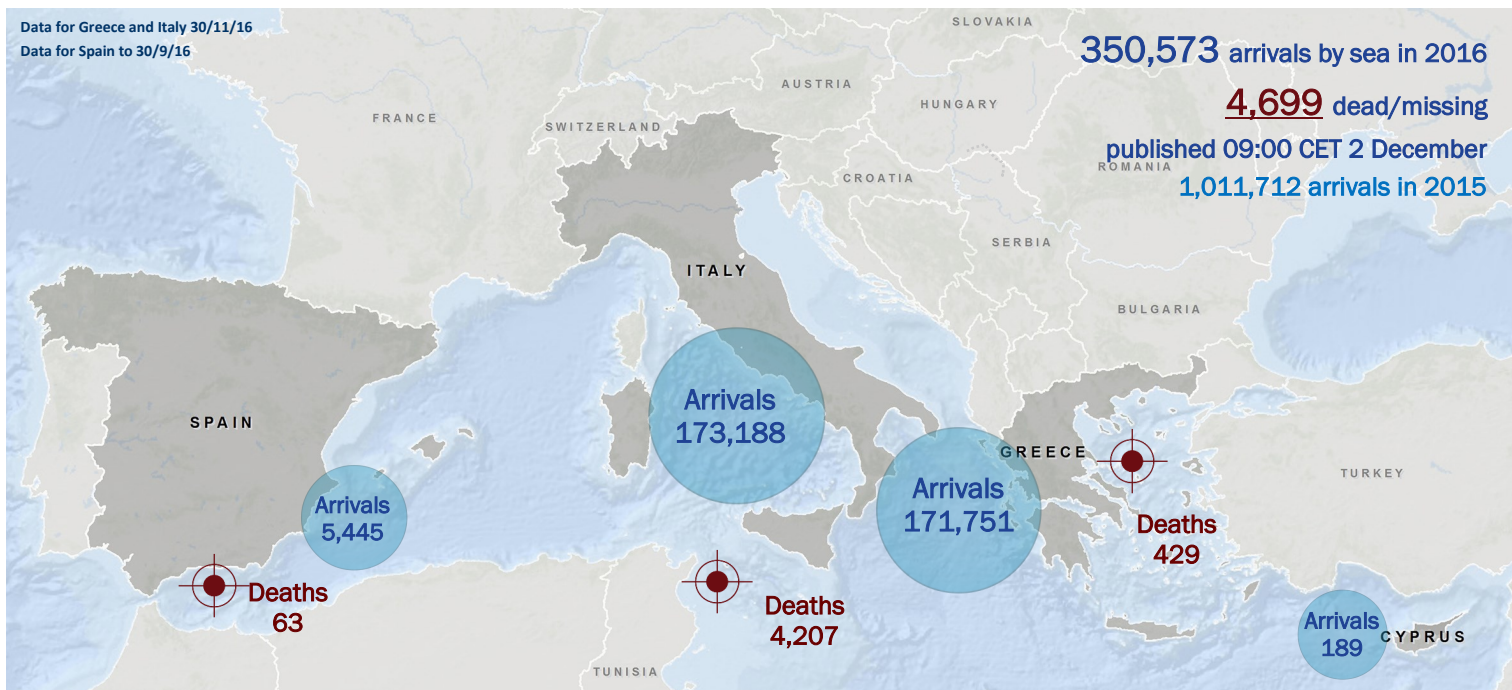 Data for Greece and Italy 30/11/16
Data for Spain to 30/9/16
350,573 arrivals by sea in 2016
4,699 dead/missing
published 09:00 CET 2 December
1,011,712 arrivals in 2015
SLOVAKIA
AUSTRIA
HUNGARY
FRANCE
SWITZERLAND
ROMANIA
CROATIA
SERBIA
ITALY
BULGARIA
SPAIN
Arrivals
173,188
GREECE
TURKEY
Arrivals
5,445
Arrivals
171,751
Deaths
429
Deaths
63
Deaths
4,207
Arrivals
189
CYPRUS
TUNISIA